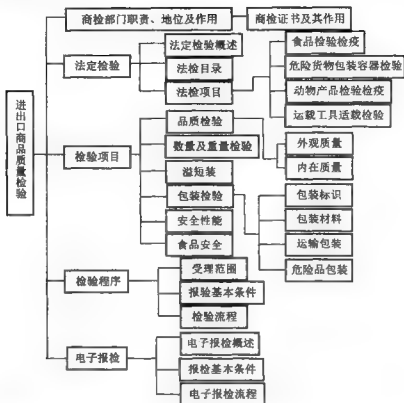 进出口商品质量检验
商检部门职责、地位及作用
商检证书及其作用
法定检验
法定检验概述
法检目录
法检项目
食品检验检疫
危险货物包装容器检验
动物产品检验检疫
运载工具适载检验
检验项目
品质检验
数量及重量检验
溢短装
包装检验
安全性能
食品安全
外观质量
内在质量
包装标识
包装材料
运输包装
危险品包装
检验程序
受理范围
报验基本条件
检验流程
电子报检
电子报检概述
报检基本条件
电子报检流程